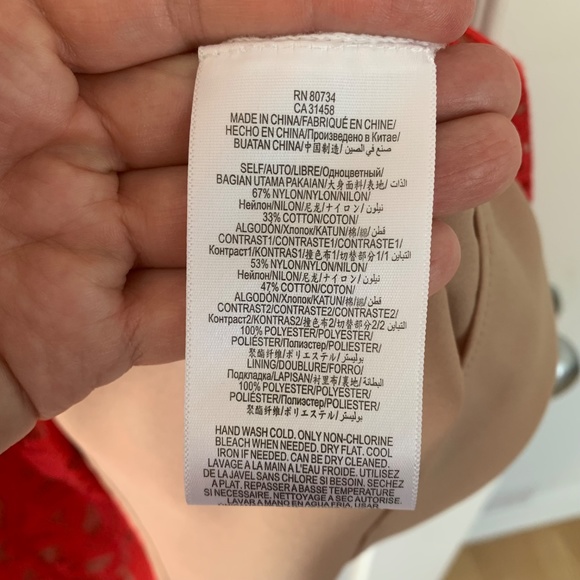 RN 80734
CA 31458
MADE IN CHINA/FABRIQUÉ EN CHINE/
HECHO EN CHINA/Произведено в Китае/
BUATAN CHINA/中国制造/ صنع في الصين/
SELF/AUTO/LIBRE/Одноцветный/
BAGIAN UTAMA PAKAIAN/大身面料/表地/ الذات/
67% NYLON/NYLON/NILON/
Нейлон/NILON/尼龙/ナイロン/ نيلون/
33% COTTON/COTON/
ALGODÓN/Хлопок/KATUN/棉/綿/ قطن/
CONTRAST1/CONTRASTE1/CONTRASTE1/
Контраст1/KONTRAS1/撞色布1/切替部分1/ التباين 1/
53% NYLON/NYLON/NILON/
Нейлон/NILON/尼龙/ナイロン/ نيلون/
47% COTTON/COTON/
ALGODÓN/Хлопок/KATUN/棉/綿/ قطن/
CONTRAST2/CONTRASTE2/CONTRASTE2/
Контраст2/KONTRAS2/撞色布2/切替部分2/ التباين 2/
100% POLYESTER/POLYESTER/
POLIÉSTER/Полиэстер/POLIESTER/
聚酯纤维/ポリエステル/ بوليستر/
LINING/DOUBLURE/FORRO/
Подкладка/LAPISAN/衬里布/裏地/ البطانة/
100% POLYESTER/POLYESTER/
POLIÉSTER/Полиэстер/POLIESTER/
聚酯纤维/ポリエステル/ بوليستر/
HAND WASH COLD. ONLY NON-CHLORINE
BLEACH WHEN NEEDED. DRY FLAT. COOL
IRON IF NEEDED. CAN BE DRY CLEANED.
LAVAGE A LA MAIN A L'EAU FROIDE. UTILISEZ
DE LA JAVEL SANS CHLORE SI BESOIN. SECHEZ
A PLAT. REPASSER A BASSE TEMPERATURE
SI NECESSAIRE. NETTOYAGE A SEC AUTORISE.
LAVAR A MANO EN AGUA FRIA. USAR